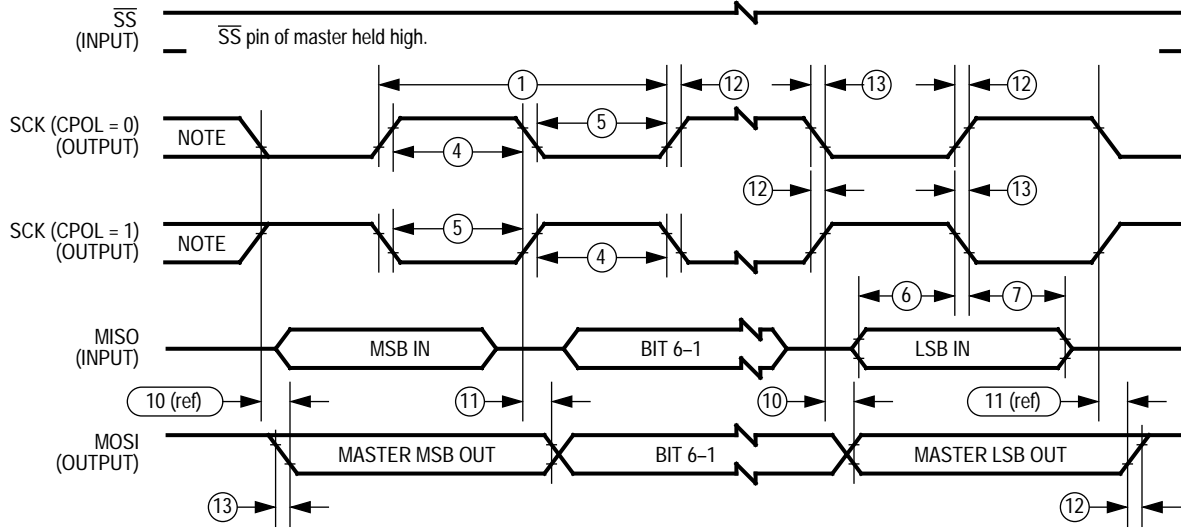 SS
(INPUT)
SS pin of master held high.
1
12
13
12
SCK (CPOL = 0)
(OUTPUT)
NOTE
5
4
12
13
SCK (CPOL = 1)
(OUTPUT)
NOTE
5
4
6
7
MISO
(INPUT)
MSB IN
BIT 6–1
LSB IN
10 (ref)
11
10
11 (ref)
MOSI
(OUTPUT)
MASTER MSB OUT
BIT 6–1
MASTER LSB OUT
13
12